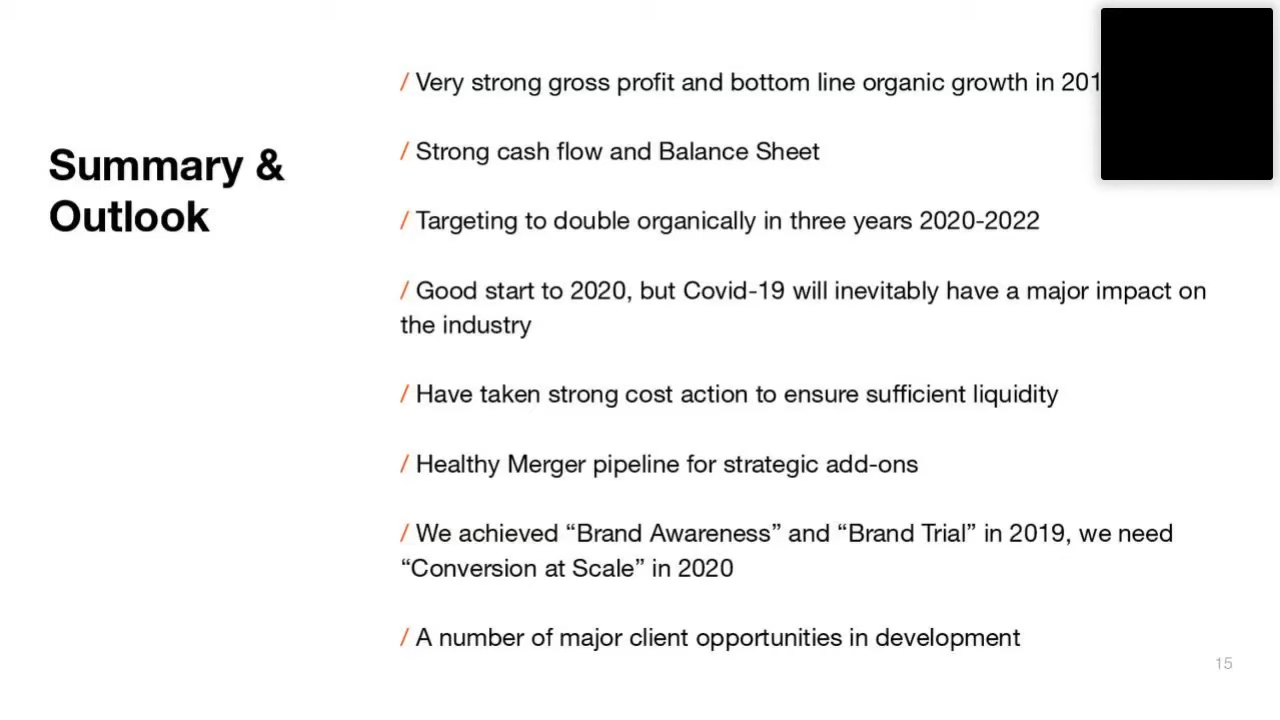 Summary &
Outlook
/ Very strong gross profit and bottom line organic growth in
/ Strong cash flow and Balance Sheet
/ Targeting to double organically in three years 2020-2022
/ Good start to 2020, but Covid-19 will inevitably have a major impact on
the industry
/ Have taken strong cost action to ensure sufficient liquidity
/ Healthy Merger pipeline for strategic add-ons
/ We achieved “Brand Awareness” and “Brand Trial” in 2019, we need
“Conversion at Scale” in 2020
/ A number of major client opportunities in development
15